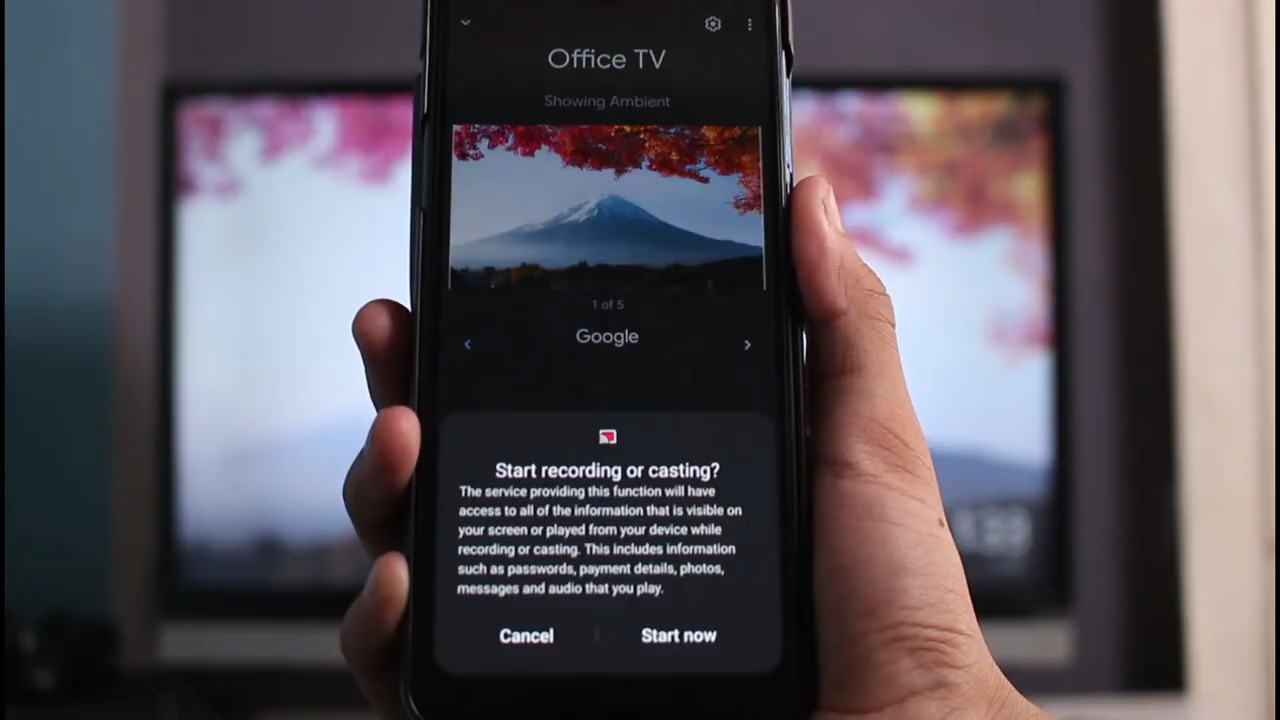 Office TV
Showing Ambient
1 of 5
Google
Start recording or casting?
The service providing this function will have
access to all of the information that is visible on
your screen or played from your device while
recording or casting. This includes information
such as passwords, payment details, photos,
messages and audio that you play.
Cancel
Start now